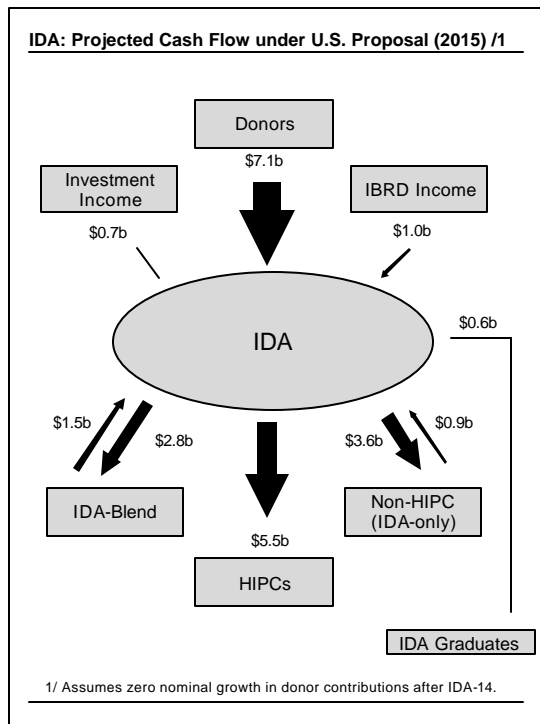 IDA: Projected Cash Flow under U.S. Proposal (2015) /1
Donors
$7.1b
Investment
Income
$0.7b
IBRD Income
$1.0b
IDA
$0.6b
$1.5b
$2.8b
$3.6b
$0.9b
IDA-Blend
Non-HIPC
(IDA-only)
$5.5b
HIPCs
IDA Graduates
1/ Assumes zero nominal growth in donor contributions after IDA-14.